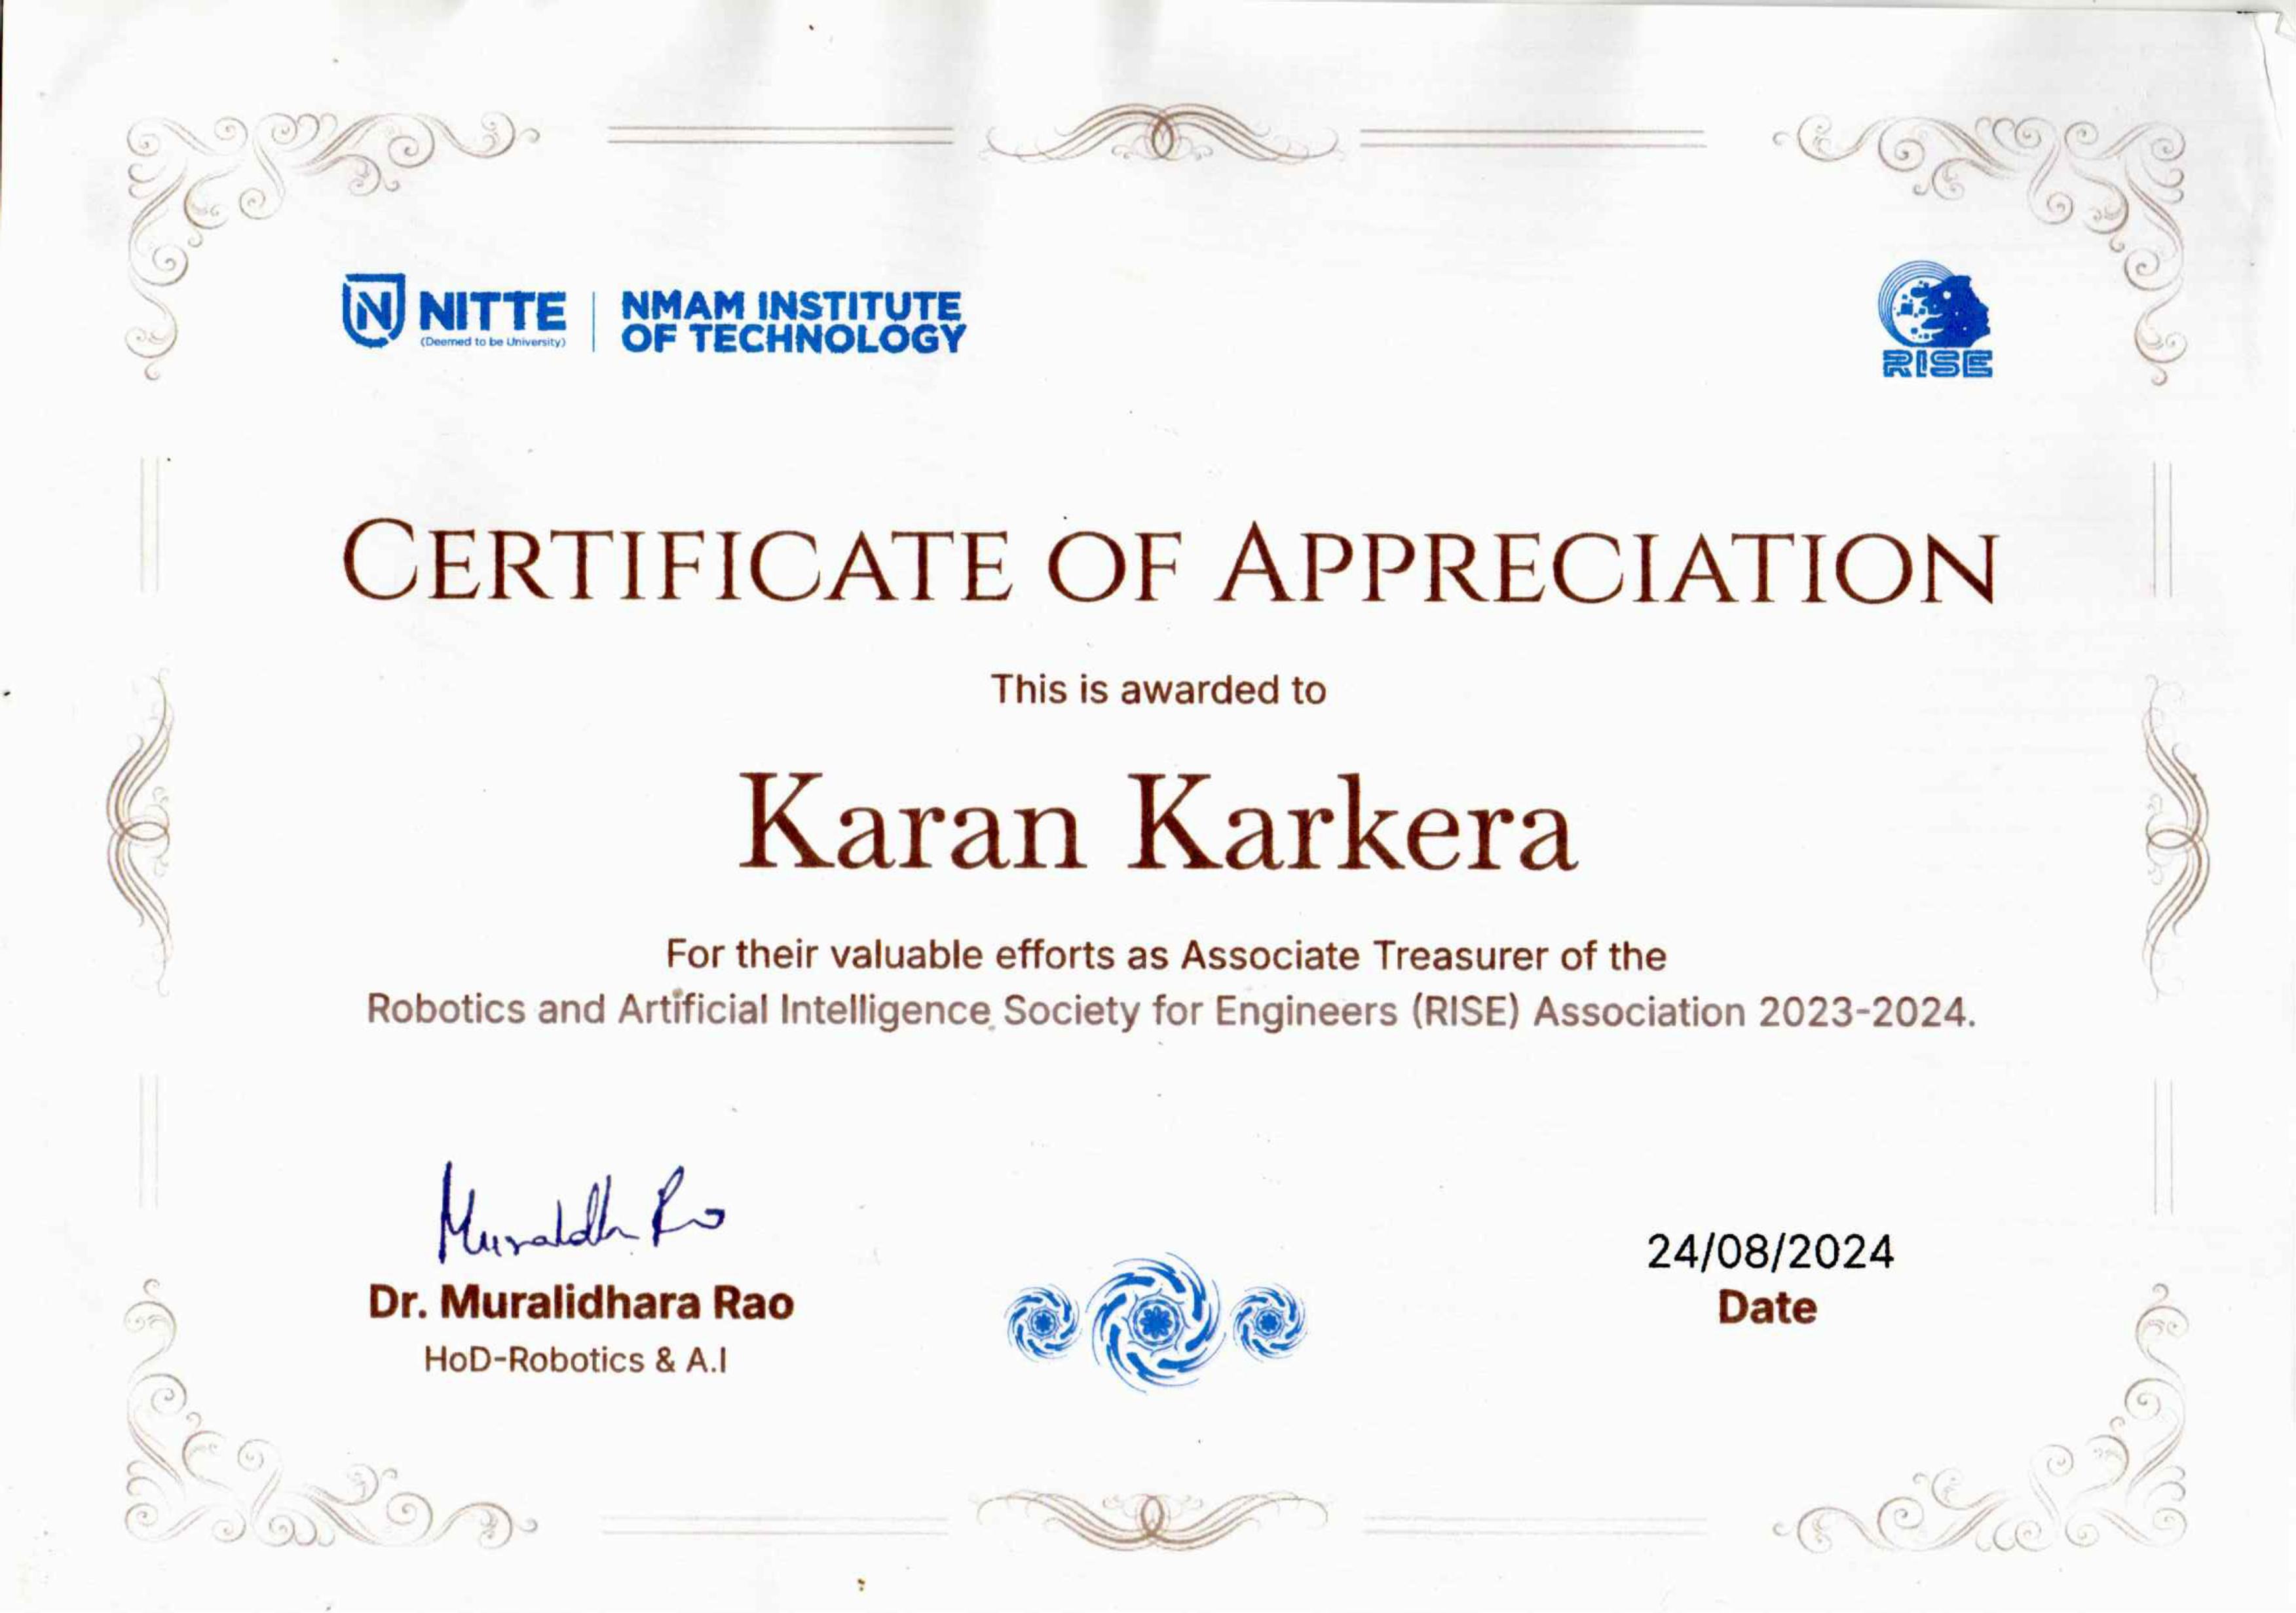 NITTE
(Deemed to be University)
NMAM INSTITUTE
OF TECHNOLOGY
RISE
CERTIFICATE OF APPRECIATION
This is awarded to
Karan Karkera
For their valuable efforts as Associate Treasurer of the
Robotics and Artificial Intelligence Society for Engineers (RISE) Association 2023-2024.
Dr. Muralidhara Rao
HoD-Robotics & A.I
24/08/2024
Date